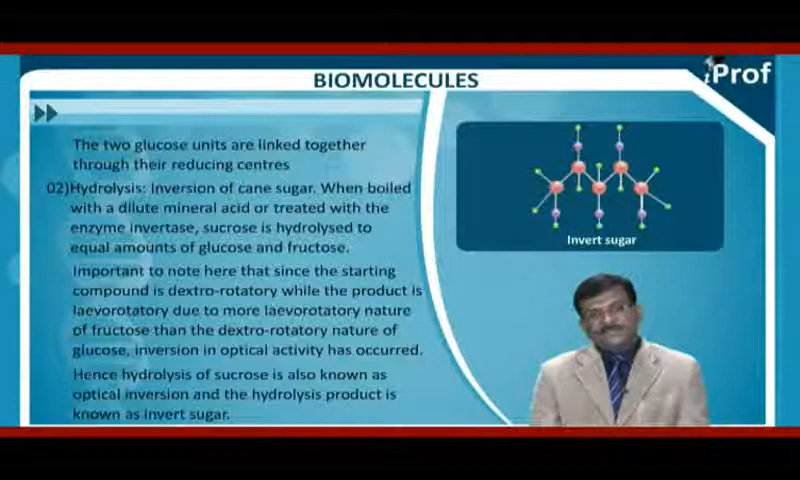 BIOMOLECULES
iProf
The two glucose units are linked together
through their reducing centres
02)Hydrolysis: Inversion of cane sugar. When boiled
with a dilute mineral acid or treated with the
enzyme invertase, sucrose is hydrolysed to
equal amounts of glucose and fructose.
Important to note here that since the starting
compound is dextro-rotatory while the product is
laevorotatory due to more laevorotatory nature
of fructose than the dextro-rotatory nature of
glucose, inversion in optical activity has occurred.
Hence hydrolysis of sucrose is also known as
optical inversion and the hydrolysis product is
known as invert sugar.
Invert sugar